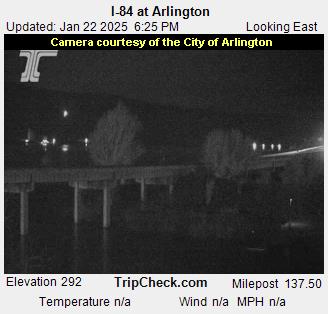 I-84 at Arlington
Updated: Jan 22 2025 6:25 PM Looking East
Camera courtesy of the City of Arlington
Elevation 292 TripCheck.com Milepost 137.50
Temperature n/a Wind n/a MPH n/a